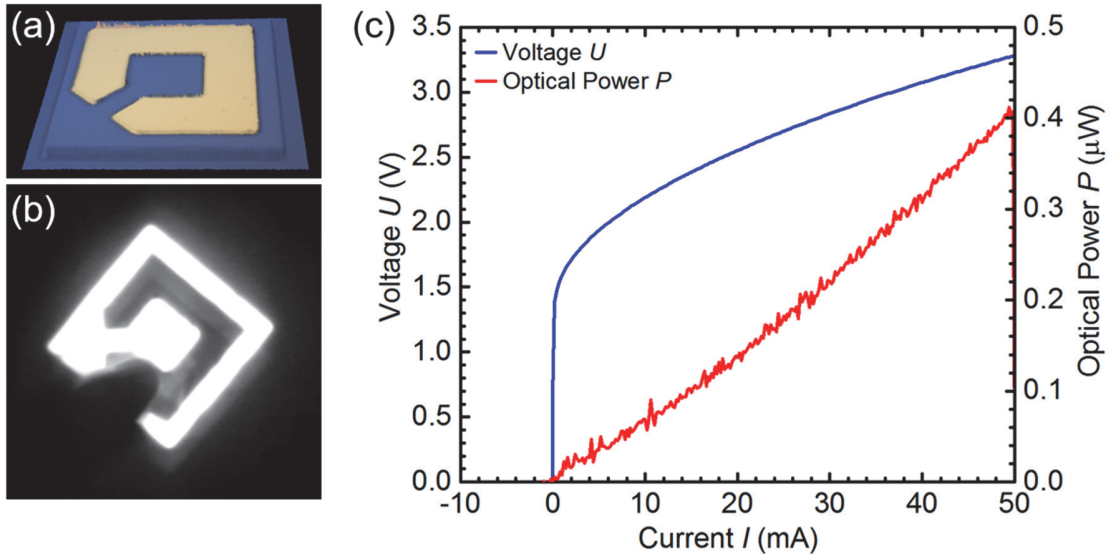 (a)
(b)
(c)
Voltage U
Optical Power P
3.5
3.0
2.5
2.0
1.5
1.0
0.5
0.0
Voltage U (V)
0.5
0.4
0.3
0.2
0.1
0.0
Optical Power P (μW)
-10 0 10 20 30 40 50
Current I (mA)